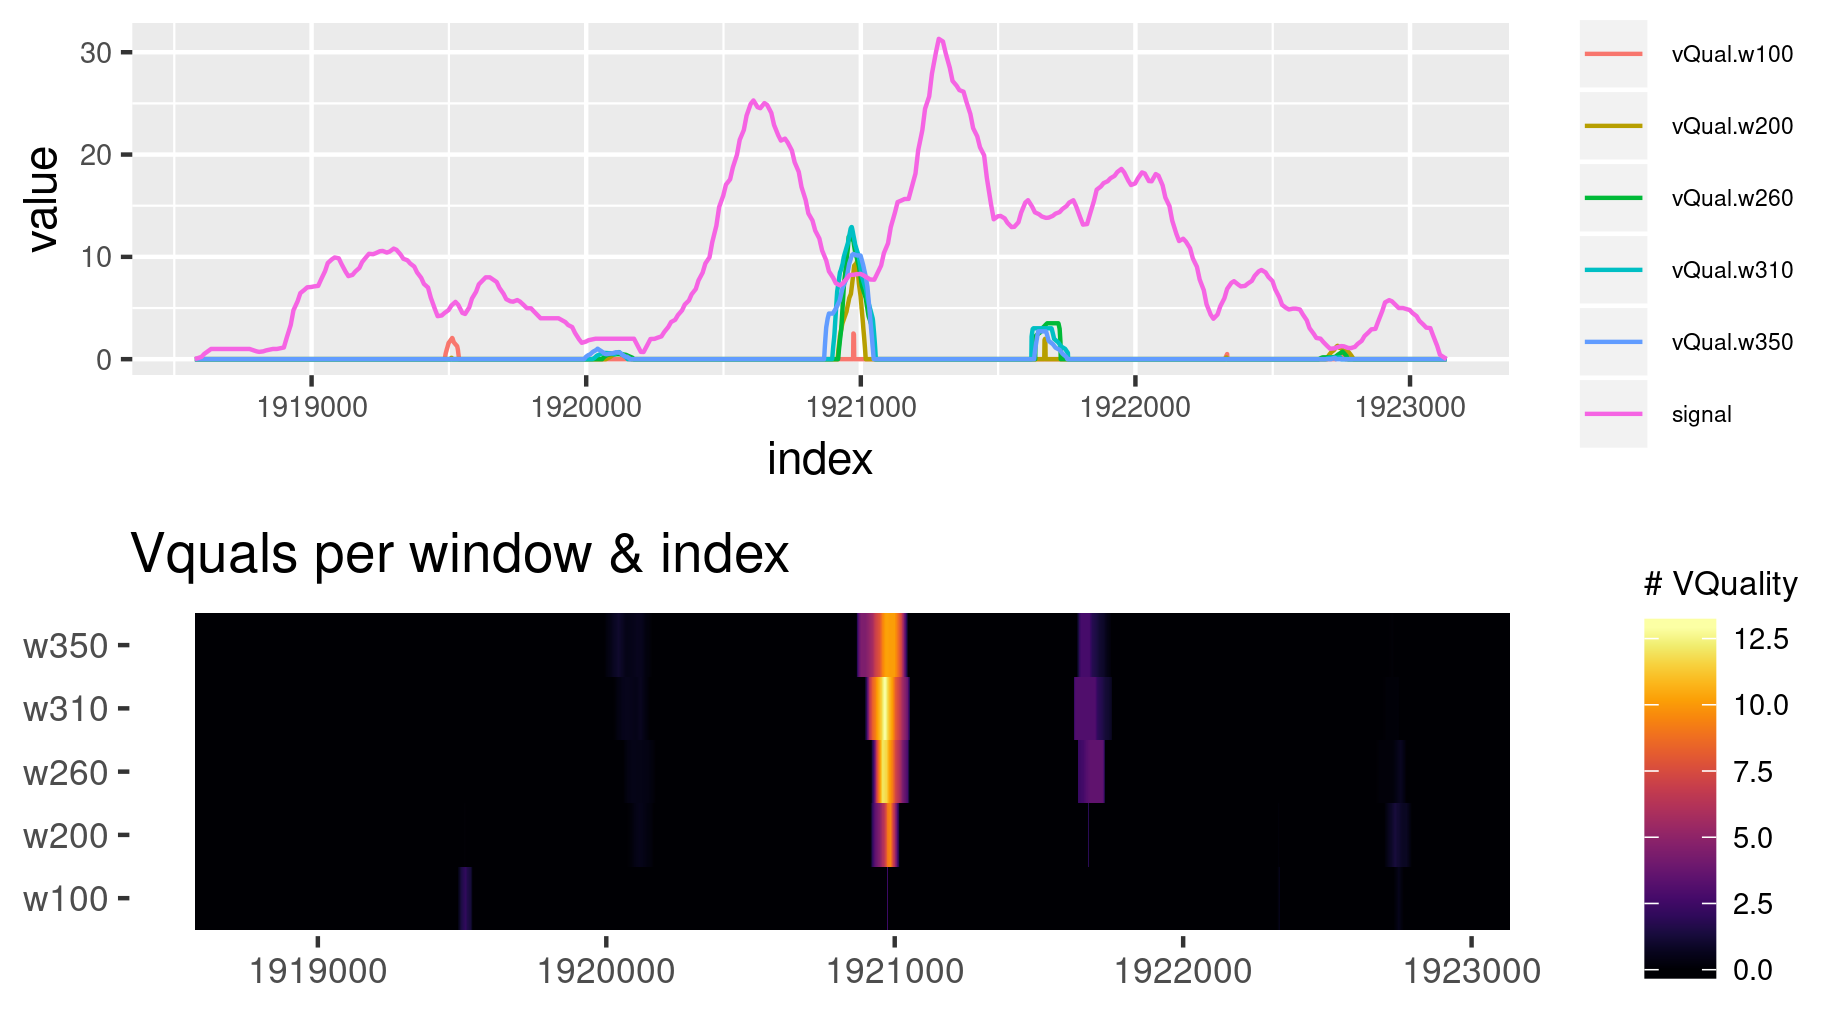 value
30
20
10
0
1919000 1920000 1921000 1922000 1923000
index
vQual.w100
vQual.w200
vQual.w260
vQual.w310
vQual.w350
signal
Vquals per window & index
w350
w310
w260
w200
w100
1919000 1920000 1921000 1922000 1923000
# VQuality
12.5
10.0
7.5
5.0
2.5
0.0